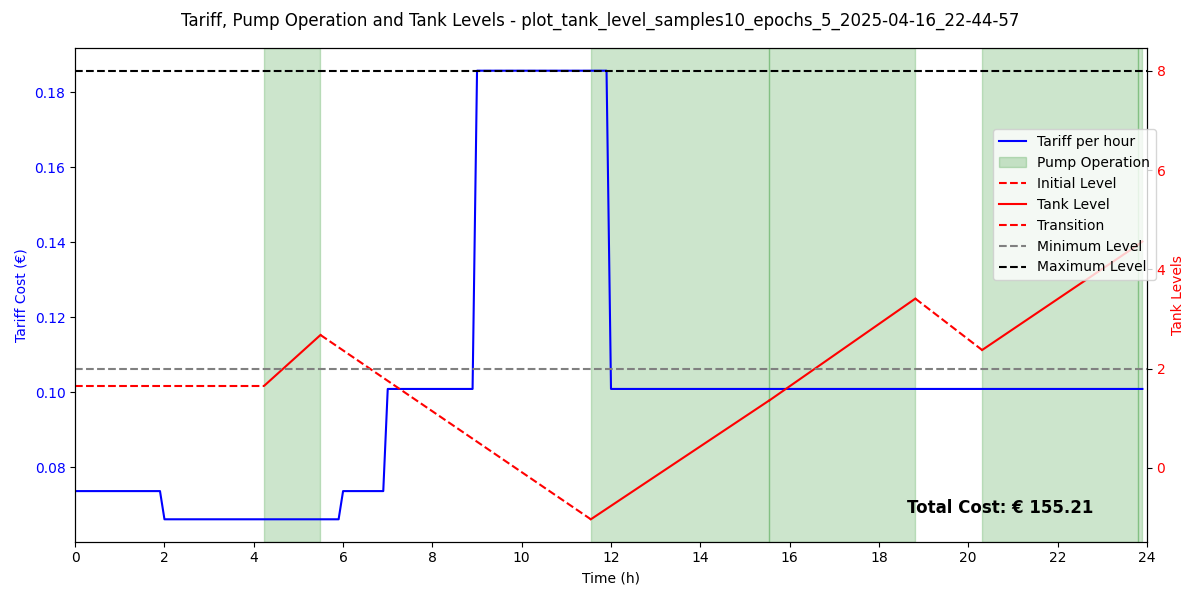 Tariff, Pump Operation and Tank Levels - plot_tank_level_samples10_epochs_5_2025-04-16_22-44-57
0.18
0.16
0.14
0.12
0.10
0.08
Tariff Cost (€)
8
6
4
2
0
Tank Levels
Tariff per hour
Pump Operation
Initial Level
Tank Level
Transition
Minimum Level
Maximum Level
Total Cost: € 155.21
0 2 4 6 8 10 12 14 16 18 20 22 24
Time (h)